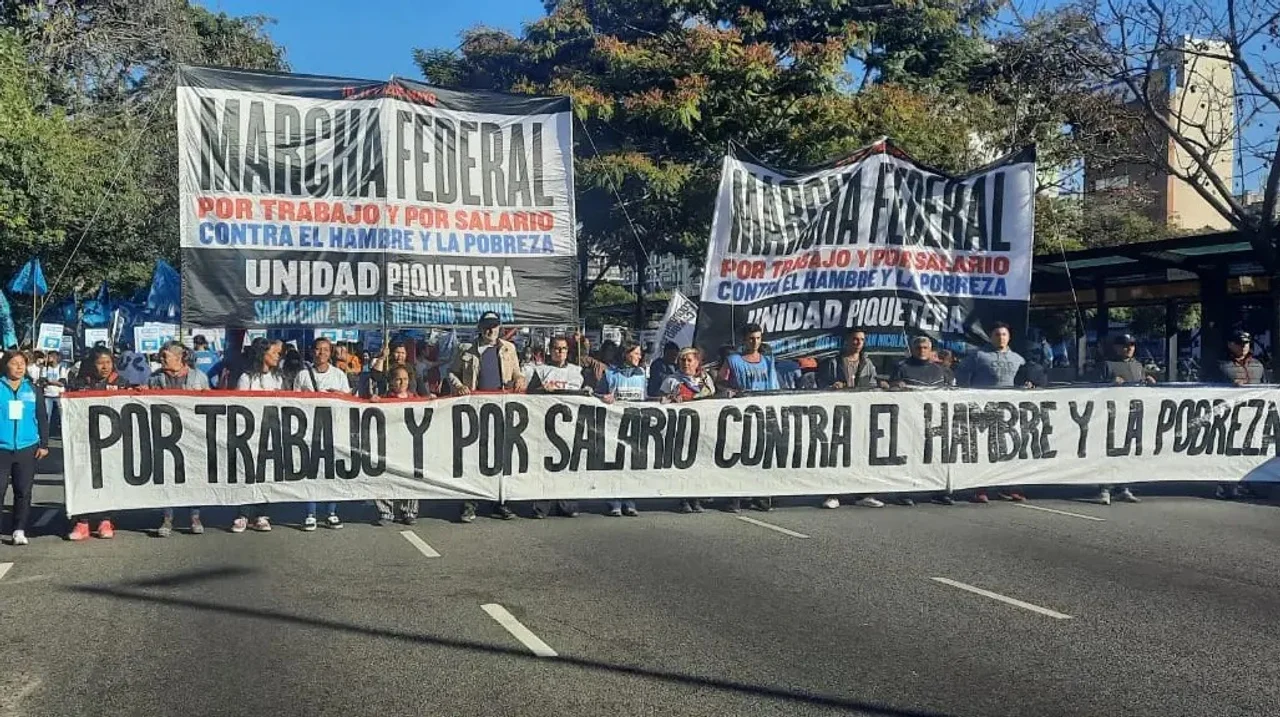 MARCHA FEDERAL
POR TRABAJO Y POR SALARIO
CONTRA EL HAMBRE Y LA POBREZA
UNIDAD PIQUETERA
SANTA CRUZ, CHUBUT, RÍO NEGRO, NEUQUÉN
MARCHA FEDERAL
POR TRABAJO Y POR SALARIO
CONTRA EL HAMBRE Y LA POBREZA
UNIDAD PIQUETERA
POR TRABAJO Y POR SALARIO CONTRA EL HAMBRE Y LA POBREZA